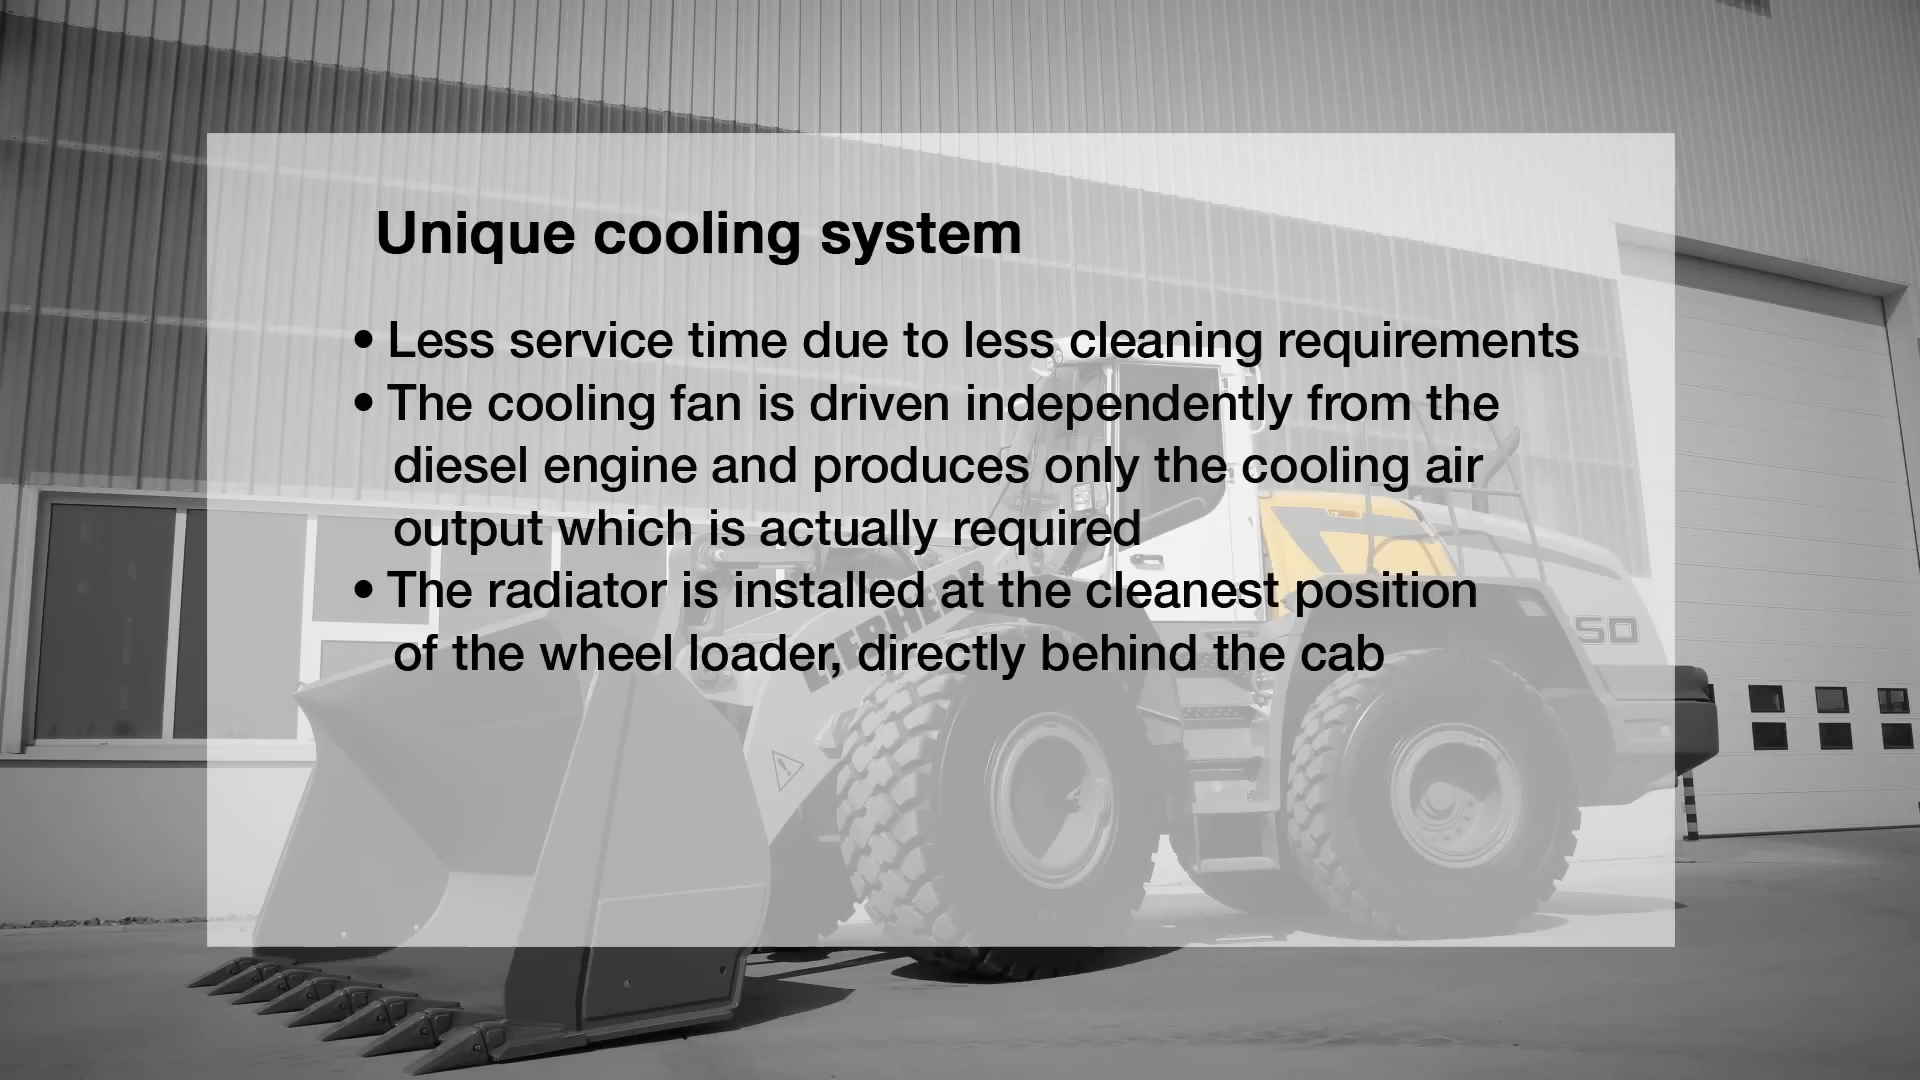 Unique cooling system
• Less service time due to less cleaning requirements
• The cooling fan is driven independently from the
diesel engine and produces only the cooling air
output which is actually required
• The radiator is installed at the cleanest position
of the wheel loader, directly behind the cab
LIEBHERR
50